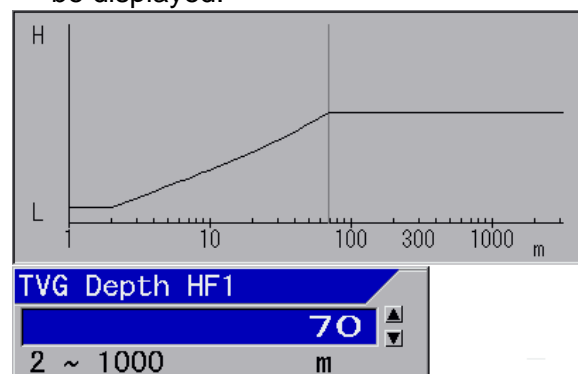 be displayed.
H
L
1 10 100 300 1000 m
TVG Depth HF1
70
2 ~ 1000 m